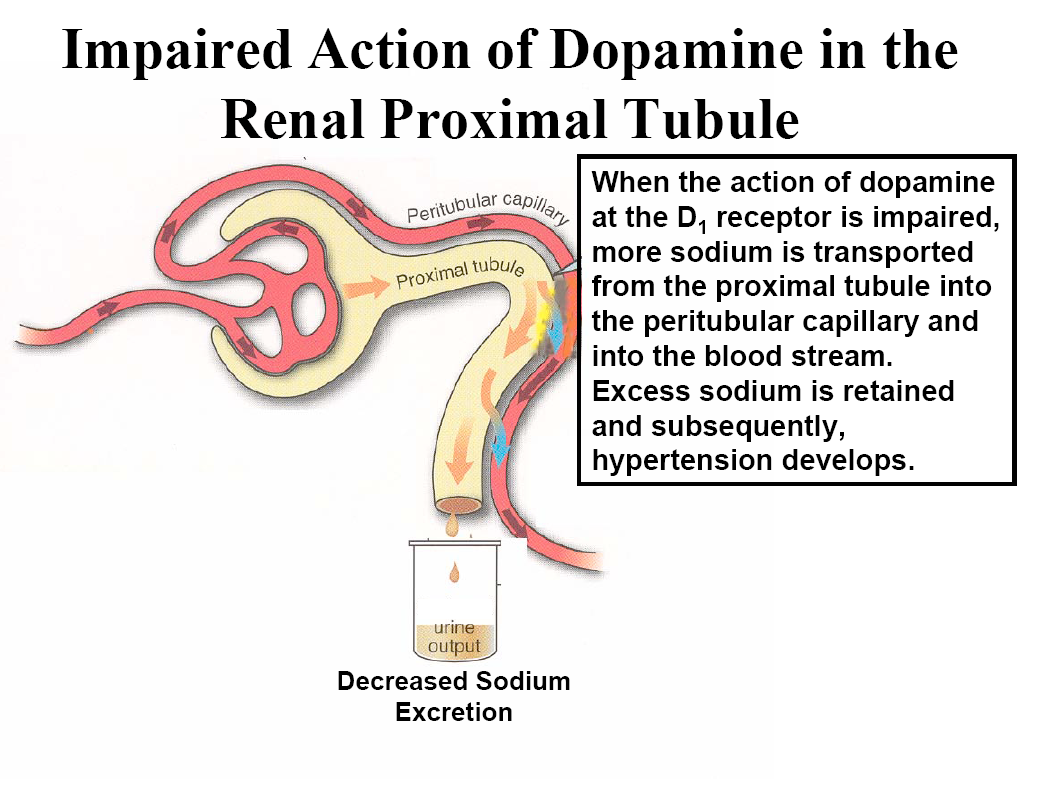 Impaired Action of Dopamine in the
Renal Proximal Tubule
Peritubular capillary
Proximal tubule
When the action of dopamine
at the D1 receptor is impaired,
more sodium is transported
from the proximal tubule into
the peritubular capillary and
into the blood stream.
Excess sodium is retained
and subsequently,
hypertension develops.
urine
output
Decreased Sodium
Excretion